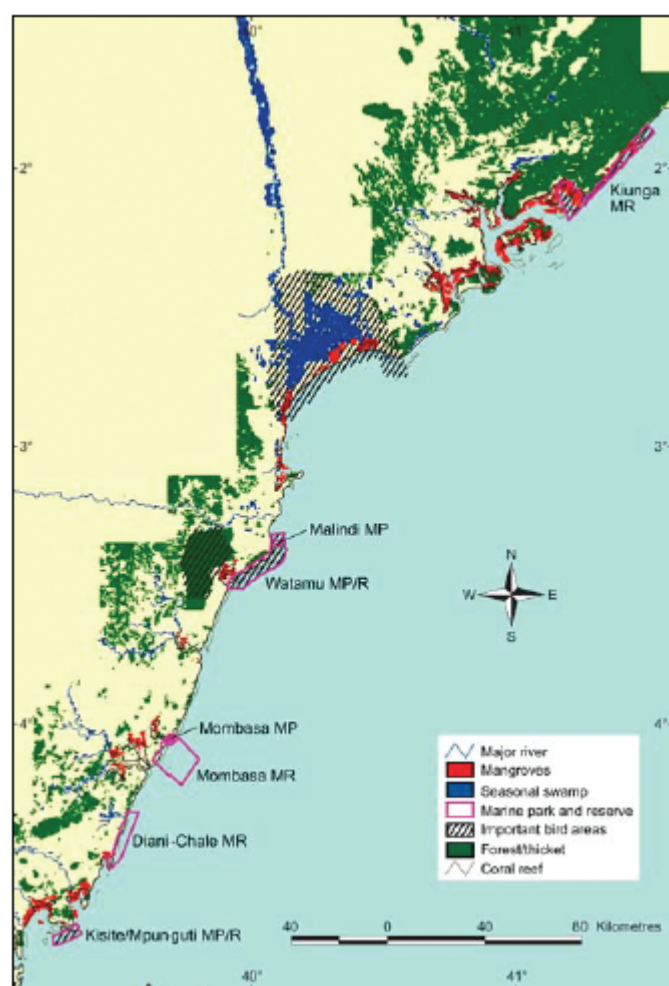 40°
41°
2°
2°
Kiunga
MR
3°
3°
Malindi MP
Watamu MP/R
N
W
E
S
4°
4°
Mombasa MP
Mombasa MR
Diani-Chale MR
Kisite/Mpunguti MP/R
Major river
Mangroves
Seasonal swamp
Marine park and reserve
Important bird areas
Forest/thicket
Coral reef
40 0 40 80 Kilometres
40°
41°